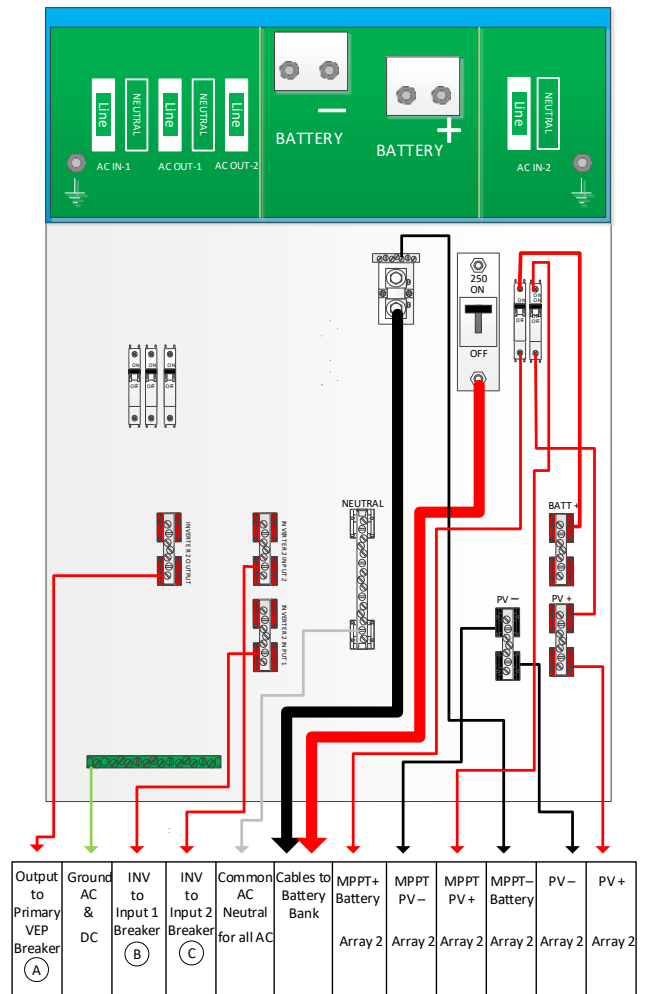 Line
NEUTRAL
Line
NEUTRAL
Line
AC IN-1
AC OUT-1
AC OUT-2
BATTERY
BATTERY
Line
NEUTRAL
AC IN-2
250
ON
OFF
ON
ON
OFF
OFF
ON
ON
ON
OFF
OFF
OFF
NEUTRAL
INVERTER 2 OUTPUT
INVERTER 2 INPUT 2
INVERTER 2 INPUT 1
BATT +
PV −
PV +
Output
to
Primary
VEP
Breaker
A
Ground
AC
&
DC
INV
to
Input 1
Breaker
B
INV
to
Input 2
Breaker
C
Common
AC
Neutral
for all AC
Cables to
Battery
Bank
MPPT+
Battery
Array 2
MPPT
PV −
Array 2
MPPT
PV +
Array 2
MPPT−
Battery
Array 2
PV −
Array 2
PV +
Array 2